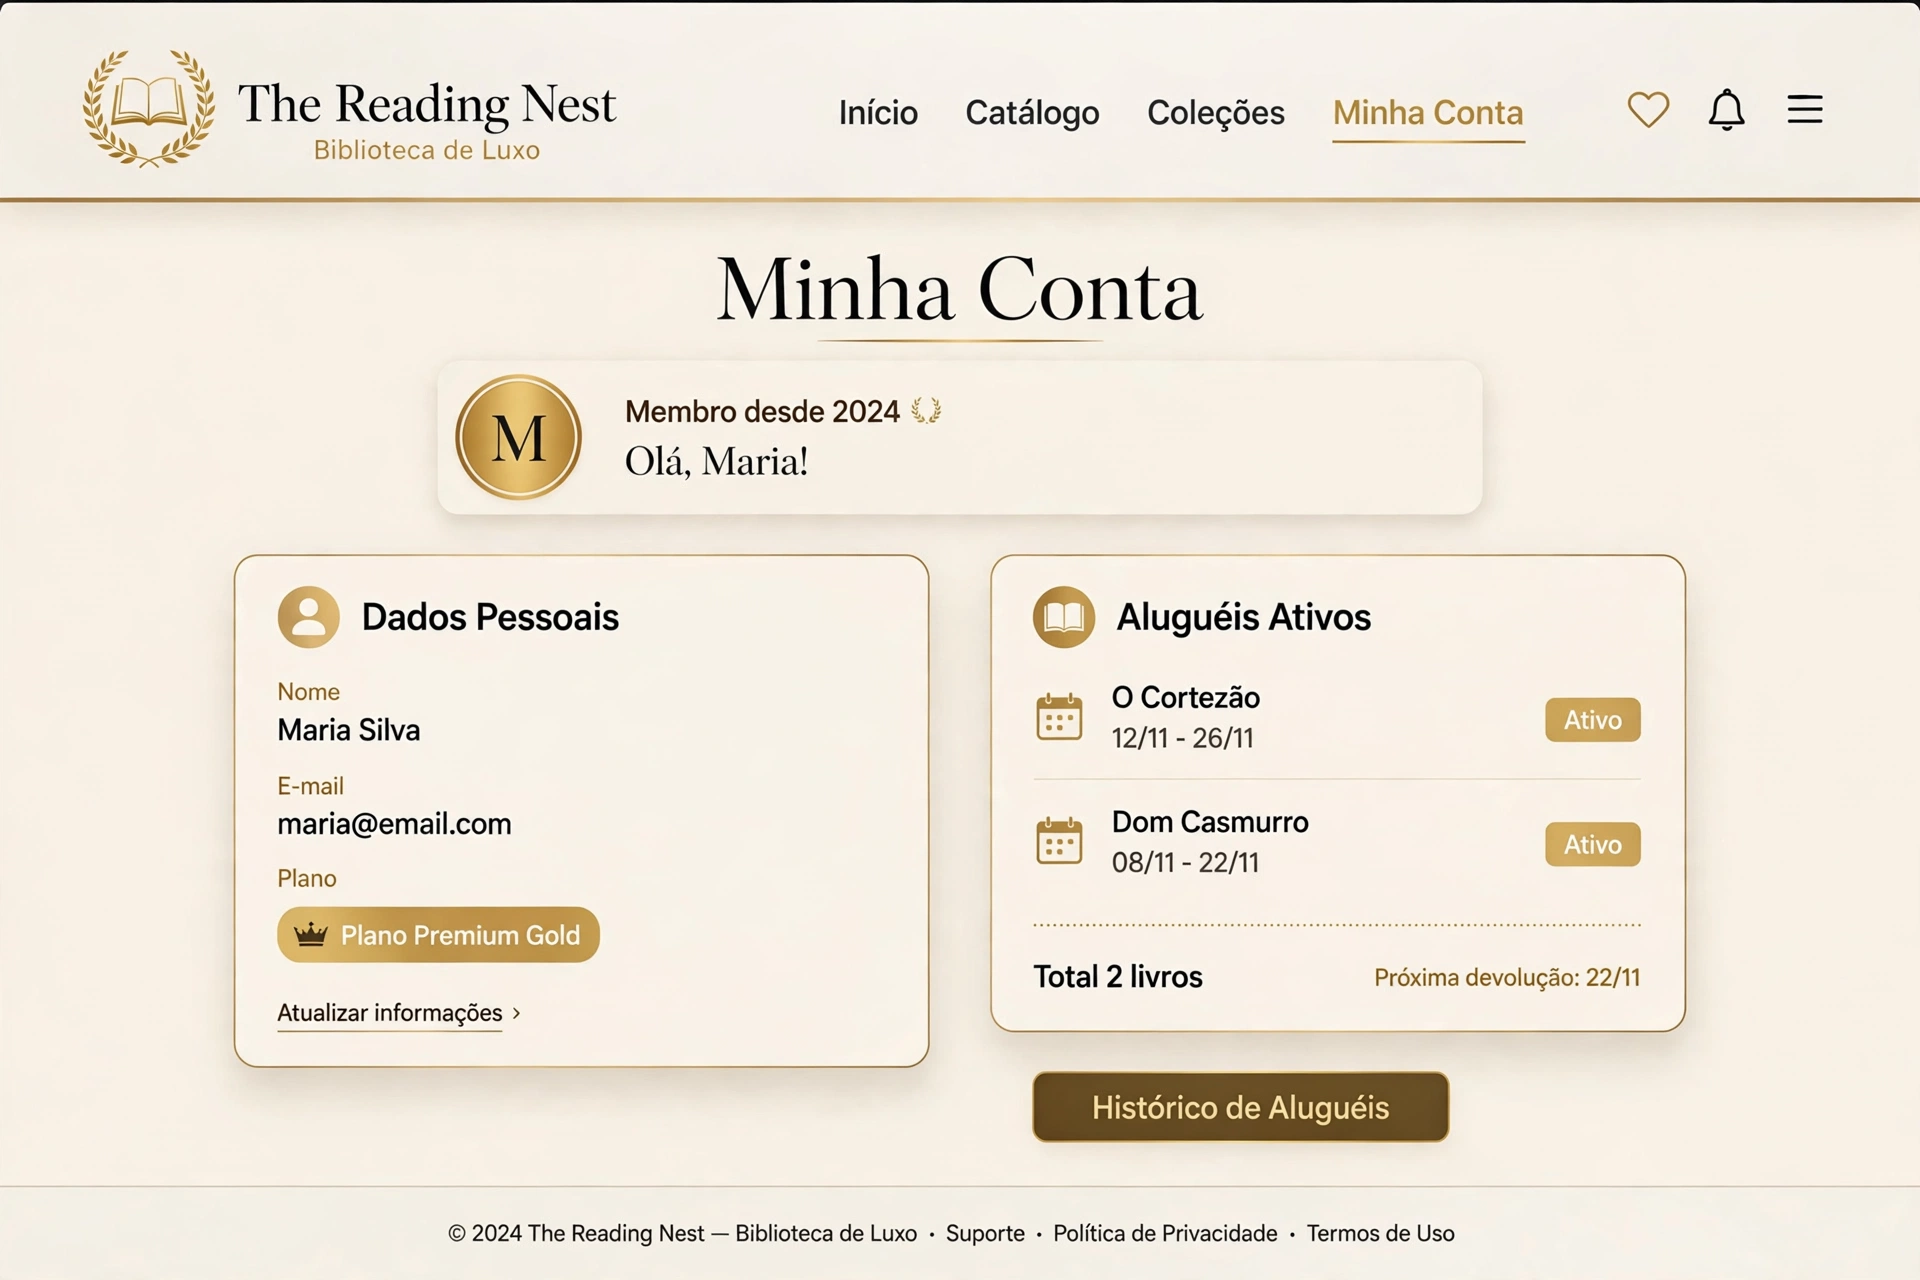 The Reading Nest
Biblioteca de Luxo
Início
Catálogo
Coleções
Minha Conta
Minha Conta
M
Membro desde 2024
Olá, Maria!
Dados Pessoais
Nome
Maria Silva
E-mail
maria@email.com
Plano
Plano Premium Gold
Atualizar informações ›
Aluguéis Ativos
O Cortezão
12/11 - 26/11
Ativo
Dom Casmurro
08/11 - 22/11
Ativo
Total 2 livros
Próxima devolução: 22/11
Histórico de Aluguéis
© 2024 The Reading Nest — Biblioteca de Luxo · Suporte · Política de Privacidade · Termos de Uso